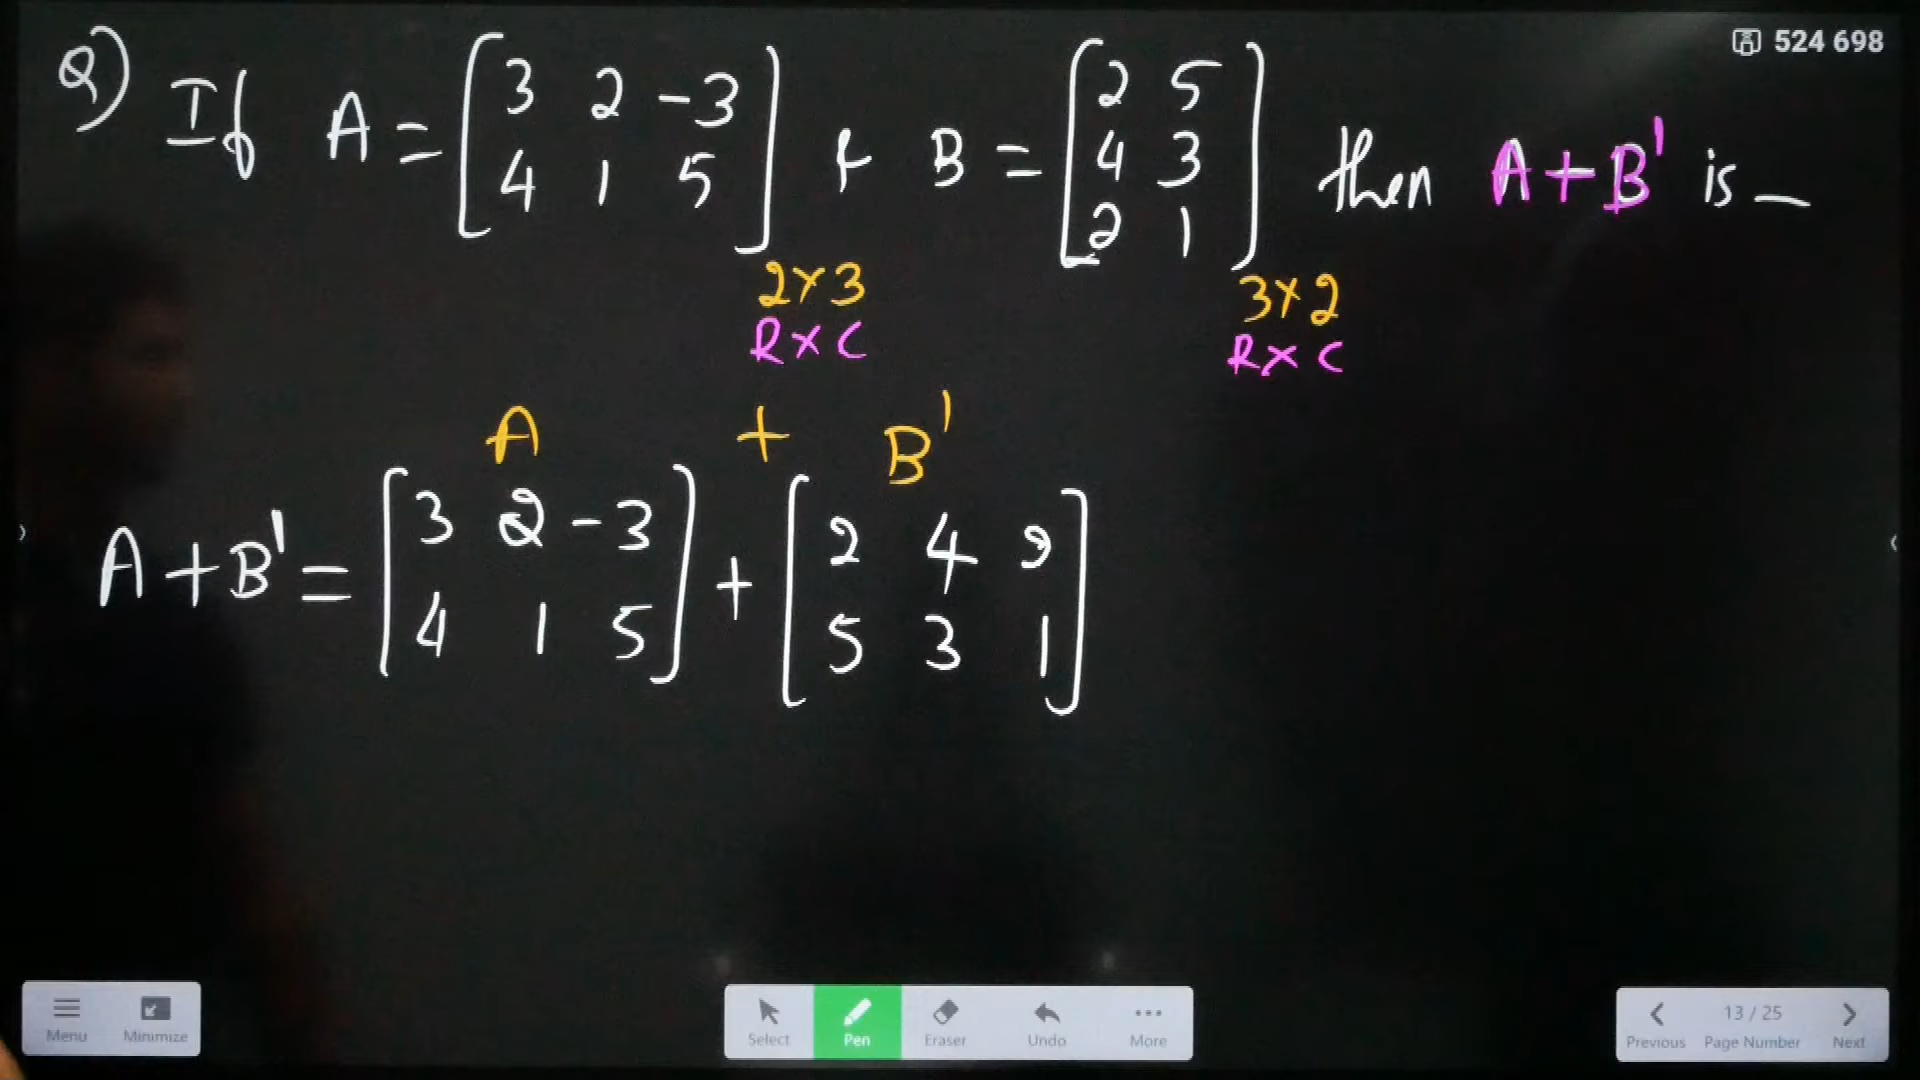 524 698
Q) If A = [3 2 -3 + B = [2 5 then A+B' is _
4 1 5] 4 3
2 1]
2×3 3×2
R×C R×C
A + B'
A+B' = [3 2 -3 + [2 4 2
4 1 5] 5 3 1]
Menu Minimize Select Pen Eraser Undo More Previous 13 / 25 Page Number Next